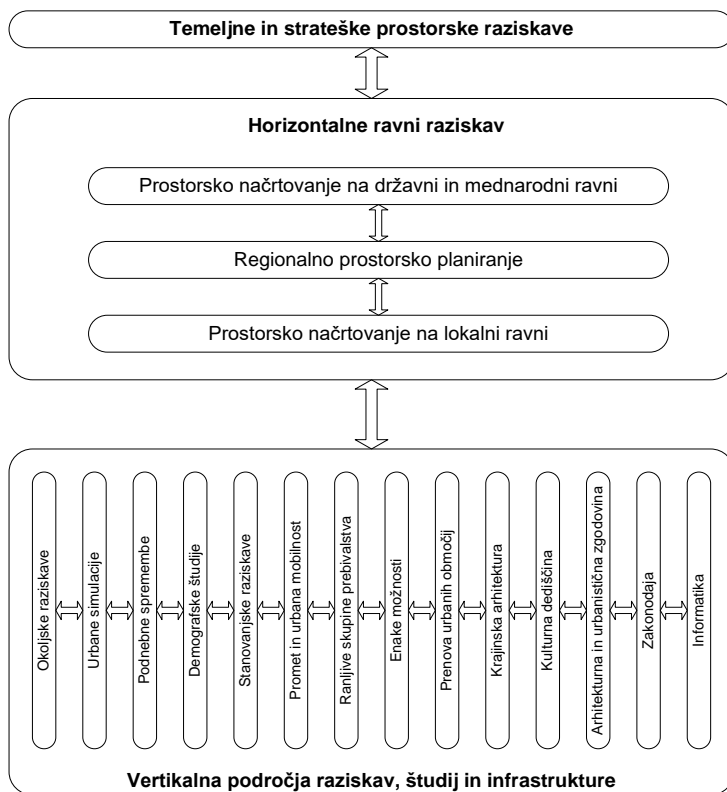 Temeljne in strateške prostorske raziskave
Horizontalne ravni raziskav
Prostorsko načrtovanje na državni in mednarodni ravni
Regionalno prostorsko planiranje
Prostorsko načrtovanje na lokalni ravni
Okoljske raziskave
Urbane simulacije
Podnebne spremembe
Demografske študije
Stanovanjske raziskave
Promet in urbana mobilnost
Ranljive skupine prebivalstva
Enake možnosti
Prenova urbanih območij
Krajinska arhitektura
Kulturna dediščina
Arhitekturna in urbanistična zgodovina
Zakonodaja
Informatika
Vertikalna področja raziskav, študij in infrastrukture